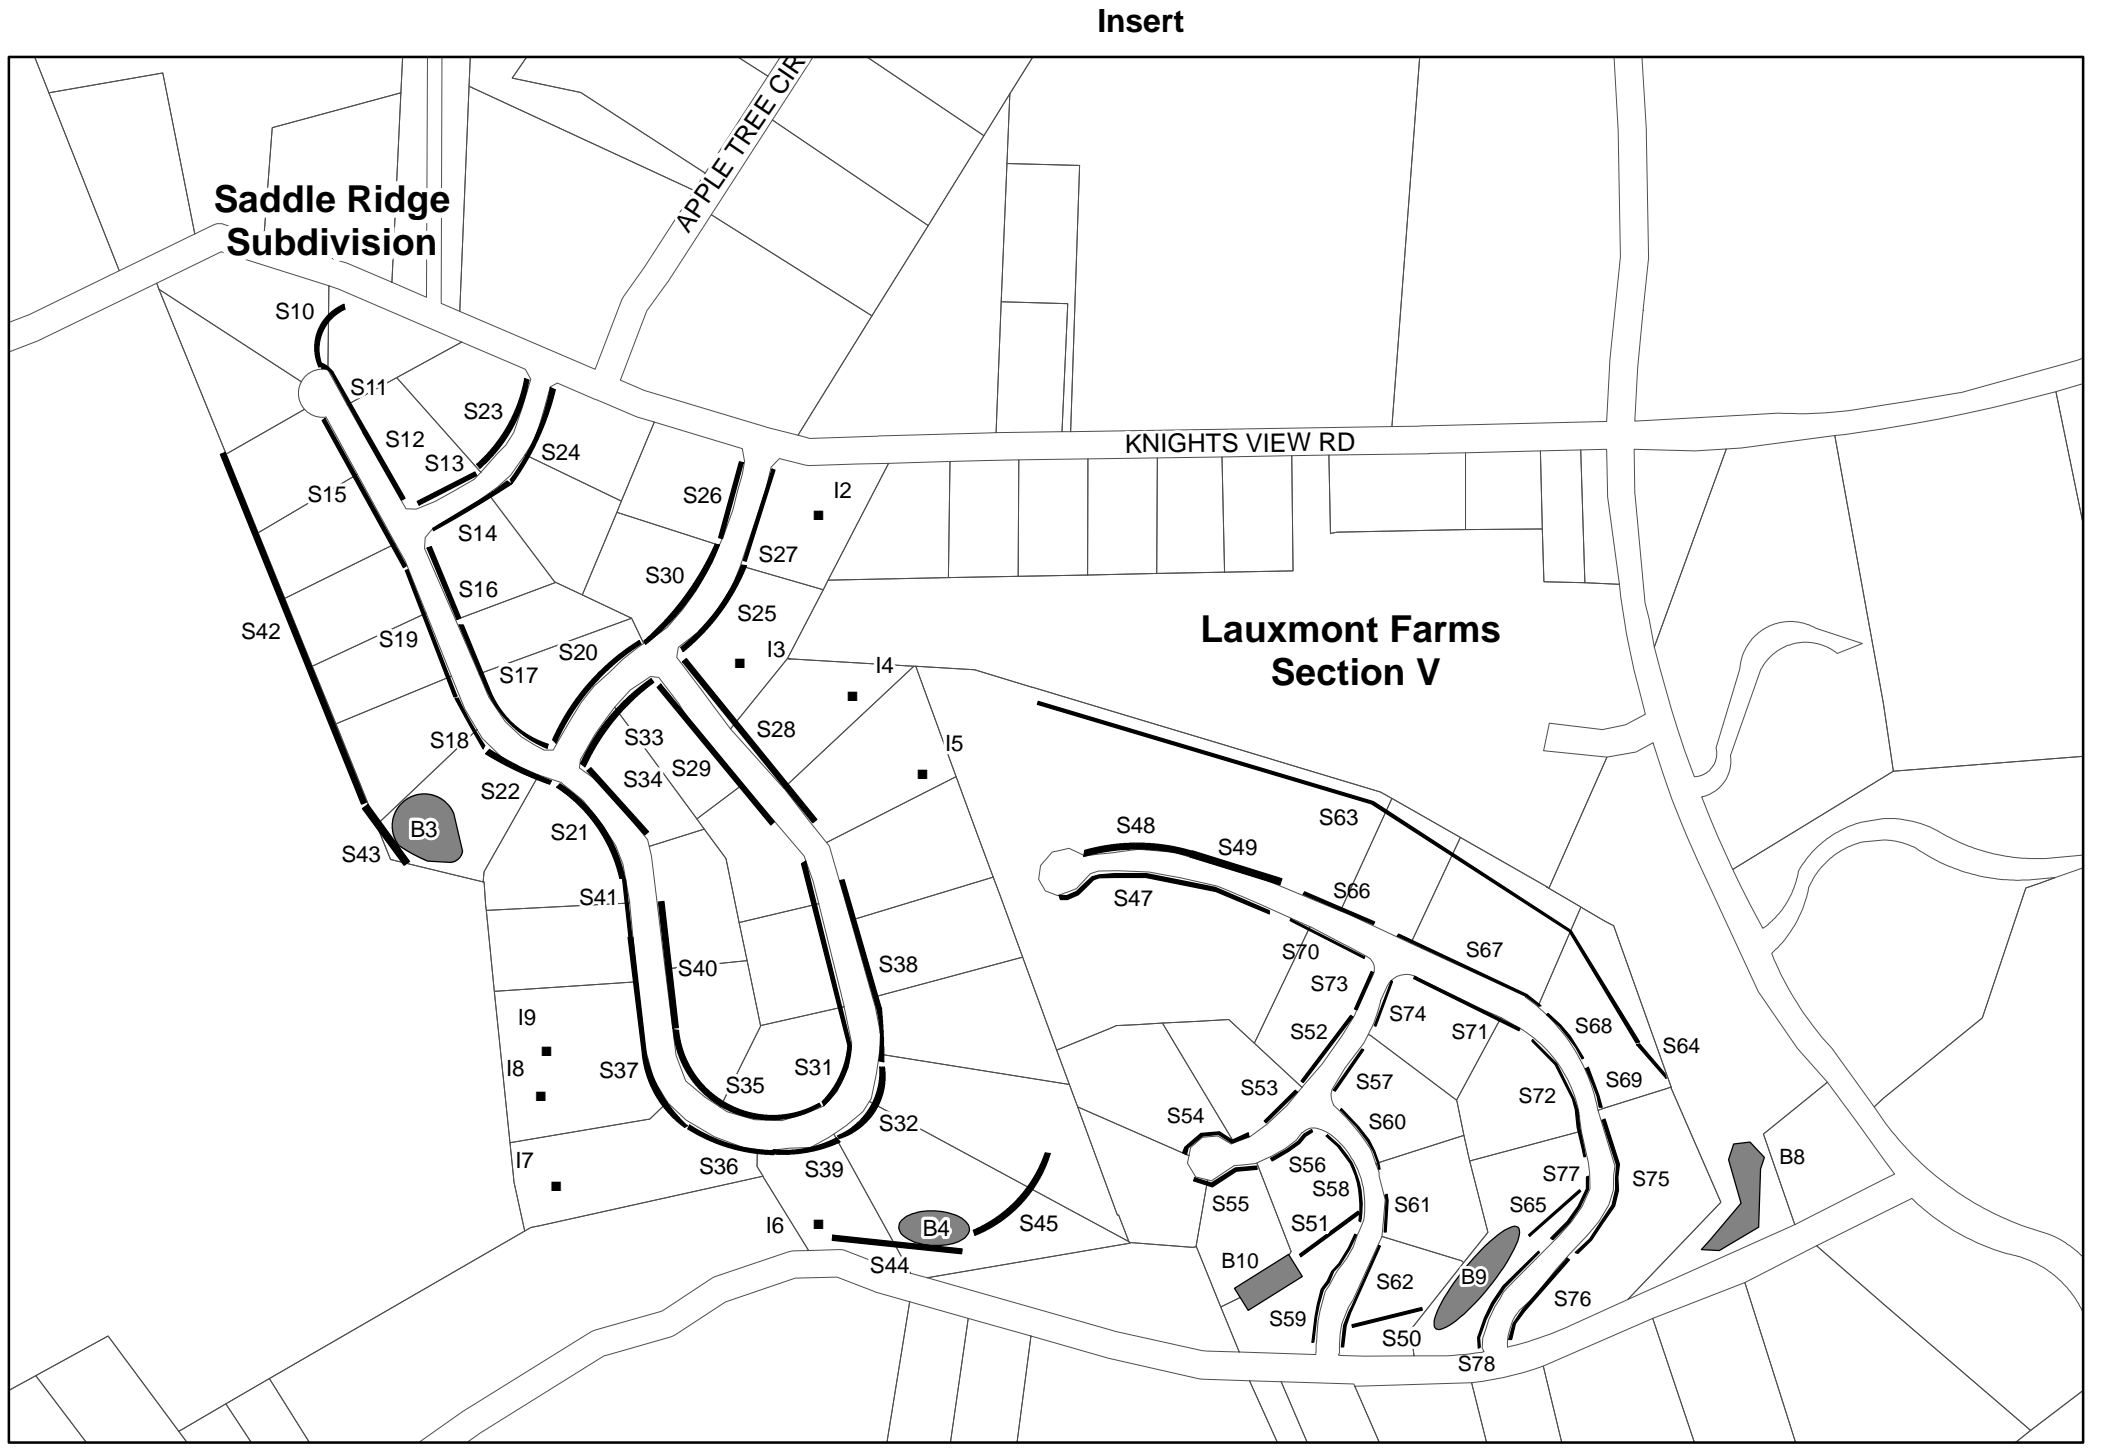 Insert
APPLE TREE CIR
Saddle Ridge
Subdivision
S10
S11
S23
S12
S13
S24
KNIGHTS VIEW RD
S15
S26
I2
S14
S27
S30
S16
S25
Lauxmont Farms
Section V
S42
S19
S20
I3
S17
I4
S28
S18
S33
I5
S29
S34
S22
S63
B3
S21
S48
S43
S49
S41
S66
S47
S67
S70
S40
S38
S73
I9
S74
S68
S52
S71
S64
I8
S37
S31
S35
S53
S57
S69
S72
S54
S32
S60
I7
S36
S39
S56
S77
B8
S58
S75
S55
S61
S65
I6
B4
S45
S51
S44
B10
B9
S62
S76
S59
S50
S78